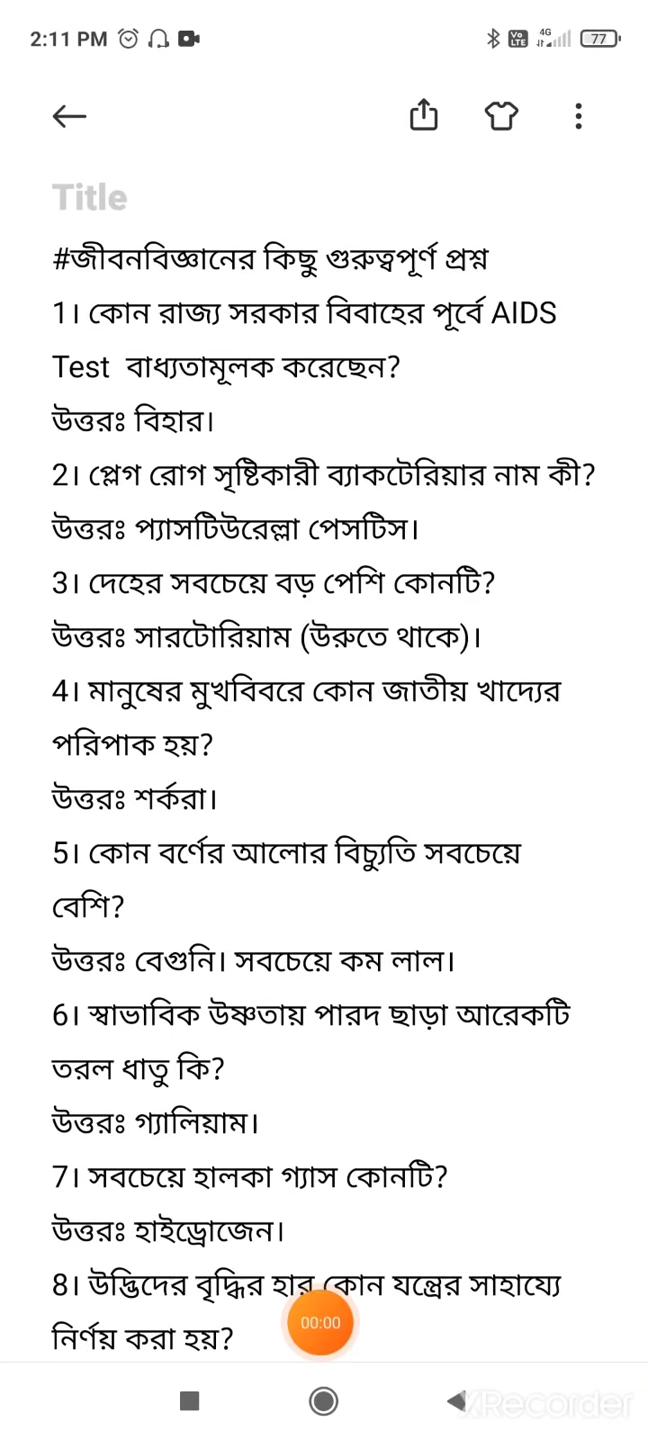 2:11 PM
Vo LTE 4G 77
Title
#জীবনবিজ্ঞানের কিছু গুরুত্বপূর্ণ প্রশ্ন
1। কোন রাজ্য সরকার বিবাহের পূর্বে AIDS
Test বাধ্যতামূলক করেছেন?
উত্তরঃ বিহার।
2। প্লেগ রোগ সৃষ্টিকারী ব্যাকটেরিয়ার নাম কী?
উত্তরঃ প্যাসটিউরেল্লা পেসটিস।
3। দেহের সবচেয়ে বড় পেশি কোনটি?
উত্তরঃ সারটোরিয়াম (উরুতে থাকে)।
4। মানুষের মুখবিবরে কোন জাতীয় খাদ্যের
পরিপাক হয়?
উত্তরঃ শর্করা।
5। কোন বর্ণের আলোর বিচ্যুতি সবচেয়ে
বেশি?
উত্তরঃ বেগুনি। সবচেয়ে কম লাল।
6। স্বাভাবিক উষ্ণতায় পারদ ছাড়া আরেকটি
তরল ধাতু কি?
উত্তরঃ গ্যালিয়াম।
7। সবচেয়ে হালকা গ্যাস কোনটি?
উত্তরঃ হাইড্রোজেন।
8। উদ্ভিদের বৃদ্ধির হার কোন যন্ত্রের সাহায্যে
নির্ণয় করা হয়?
00:00
XRecorder